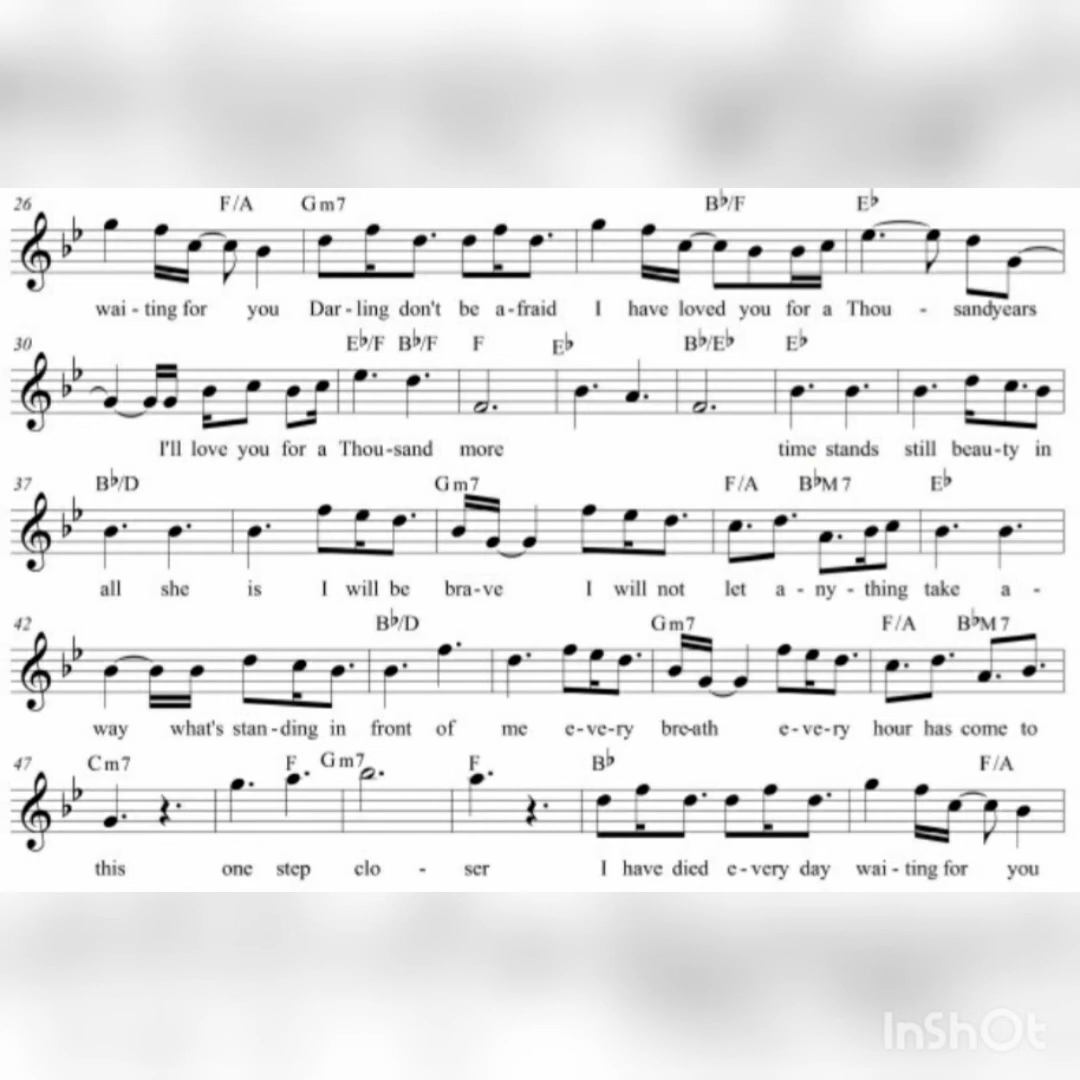 26 F/A Gm7 B♭/F E♭
wai - ting for you Dar - ling don't be a - fraid I have loved you for a Thou - sandyears
30 E♭/F B♭/F F E♭ B♭/E♭ E♭
I'll love you for a Thou - sand more time stands still beau - ty in
37 B♭/D Gm7 F/A B♭M7 E♭
all she is I will be bra - ve I will not let a - ny - thing take a -
42 B♭/D Gm7 F/A B♭M7
way what's stan - ding in front of me e - ve - ry bre - ath e - ve - ry hour has come to
47 Cm7 F Gm7 F B♭ F/A
this one step clo - ser I have died e - very day wai - ting for you
InShOt